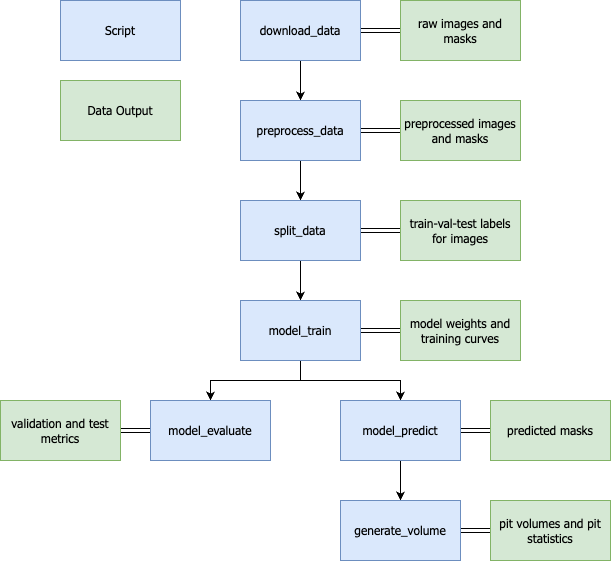 Script
download_data
raw images and
masks
Data Output
preprocess_data
preprocessed images
and masks
split_data
train-val-test labels
for images
model_train
model weights and
training curves
validation and test
metrics
model_evaluate
model_predict
predicted masks
generate_volume
pit volumes and pit
statistics